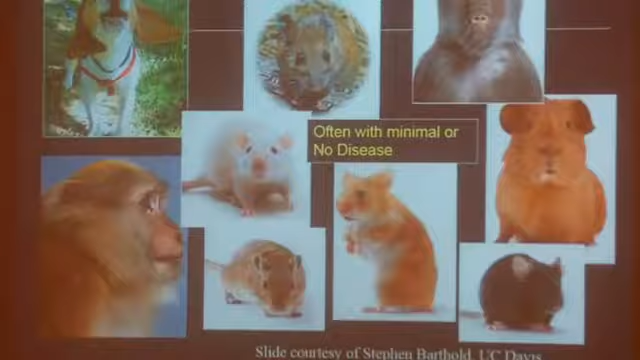 Often with minimal or
No Disease
Slide courtesy of Stephen Barthold, UC Davis